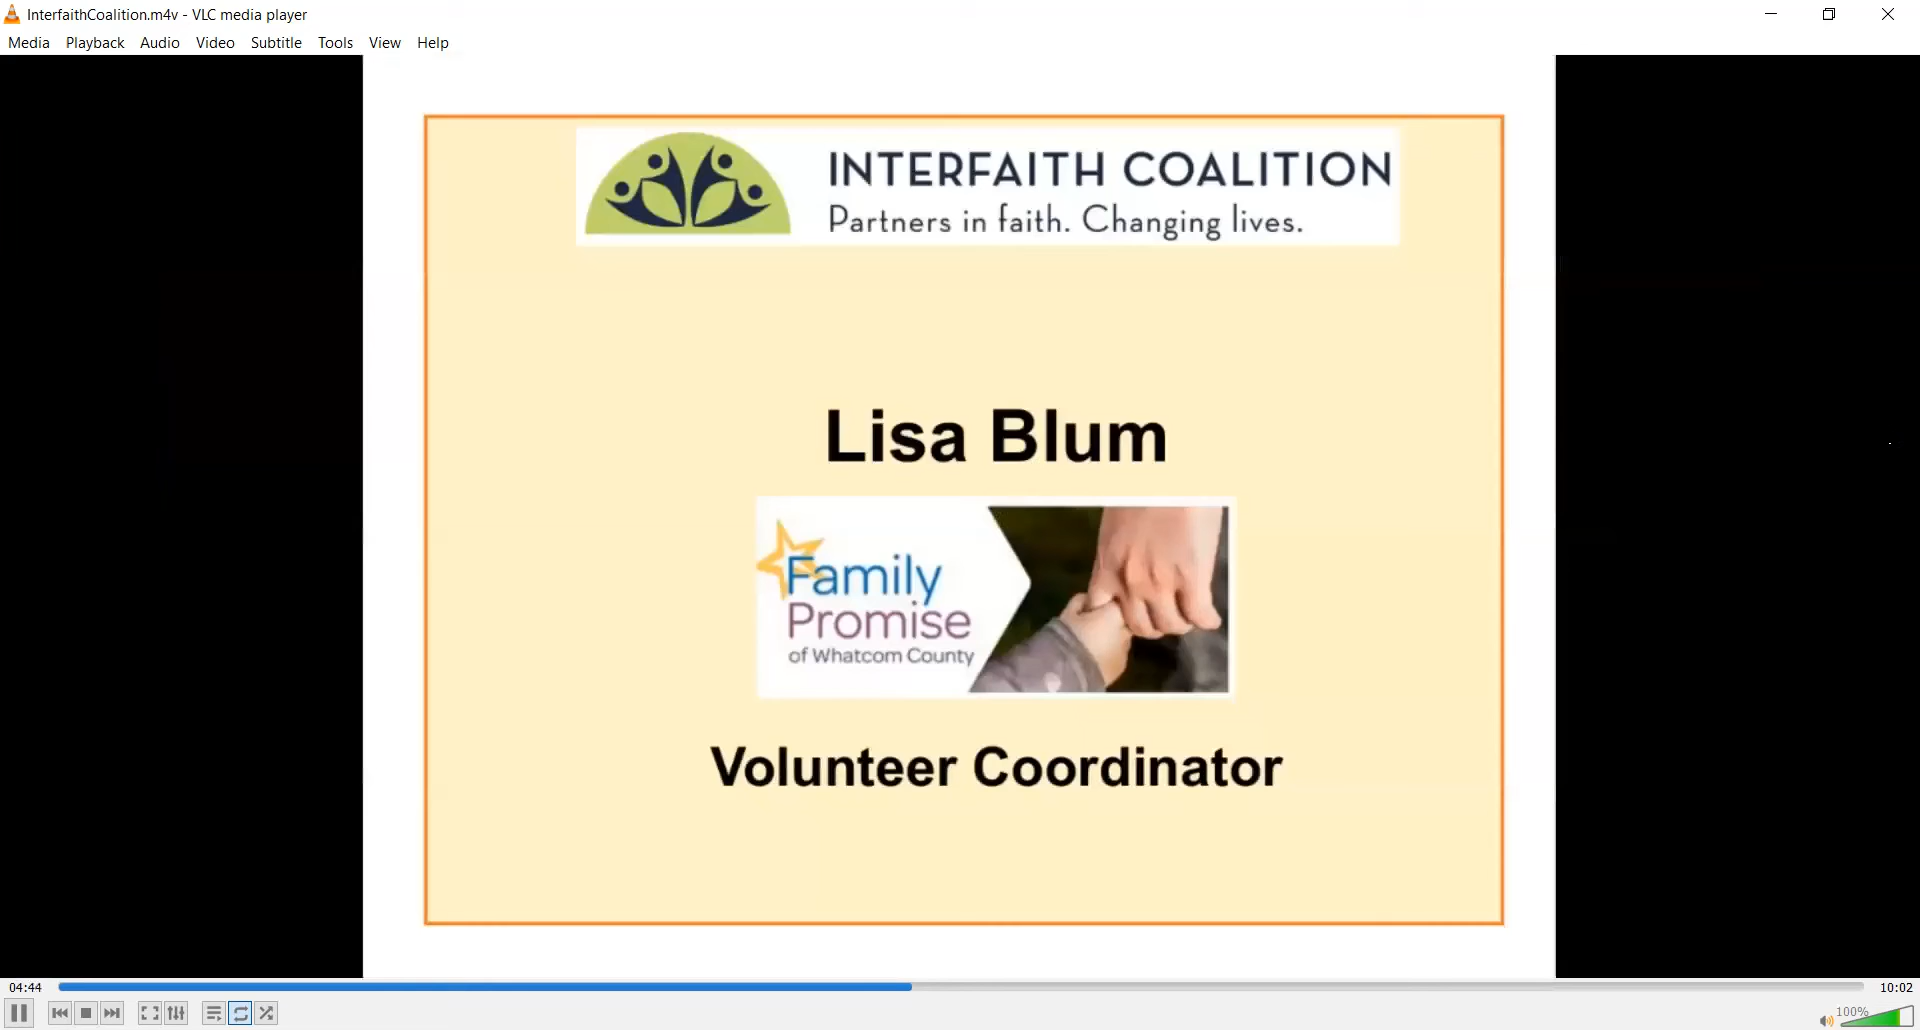 InterfaithCoalition.m4v - VLC media player
Media Playback Audio Video Subtitle Tools View Help
INTERFAITH COALITION
Partners in faith. Changing lives.
Lisa Blum
Family
Promise
of Whatcom County
Volunteer Coordinator
04:44
10:02
100%